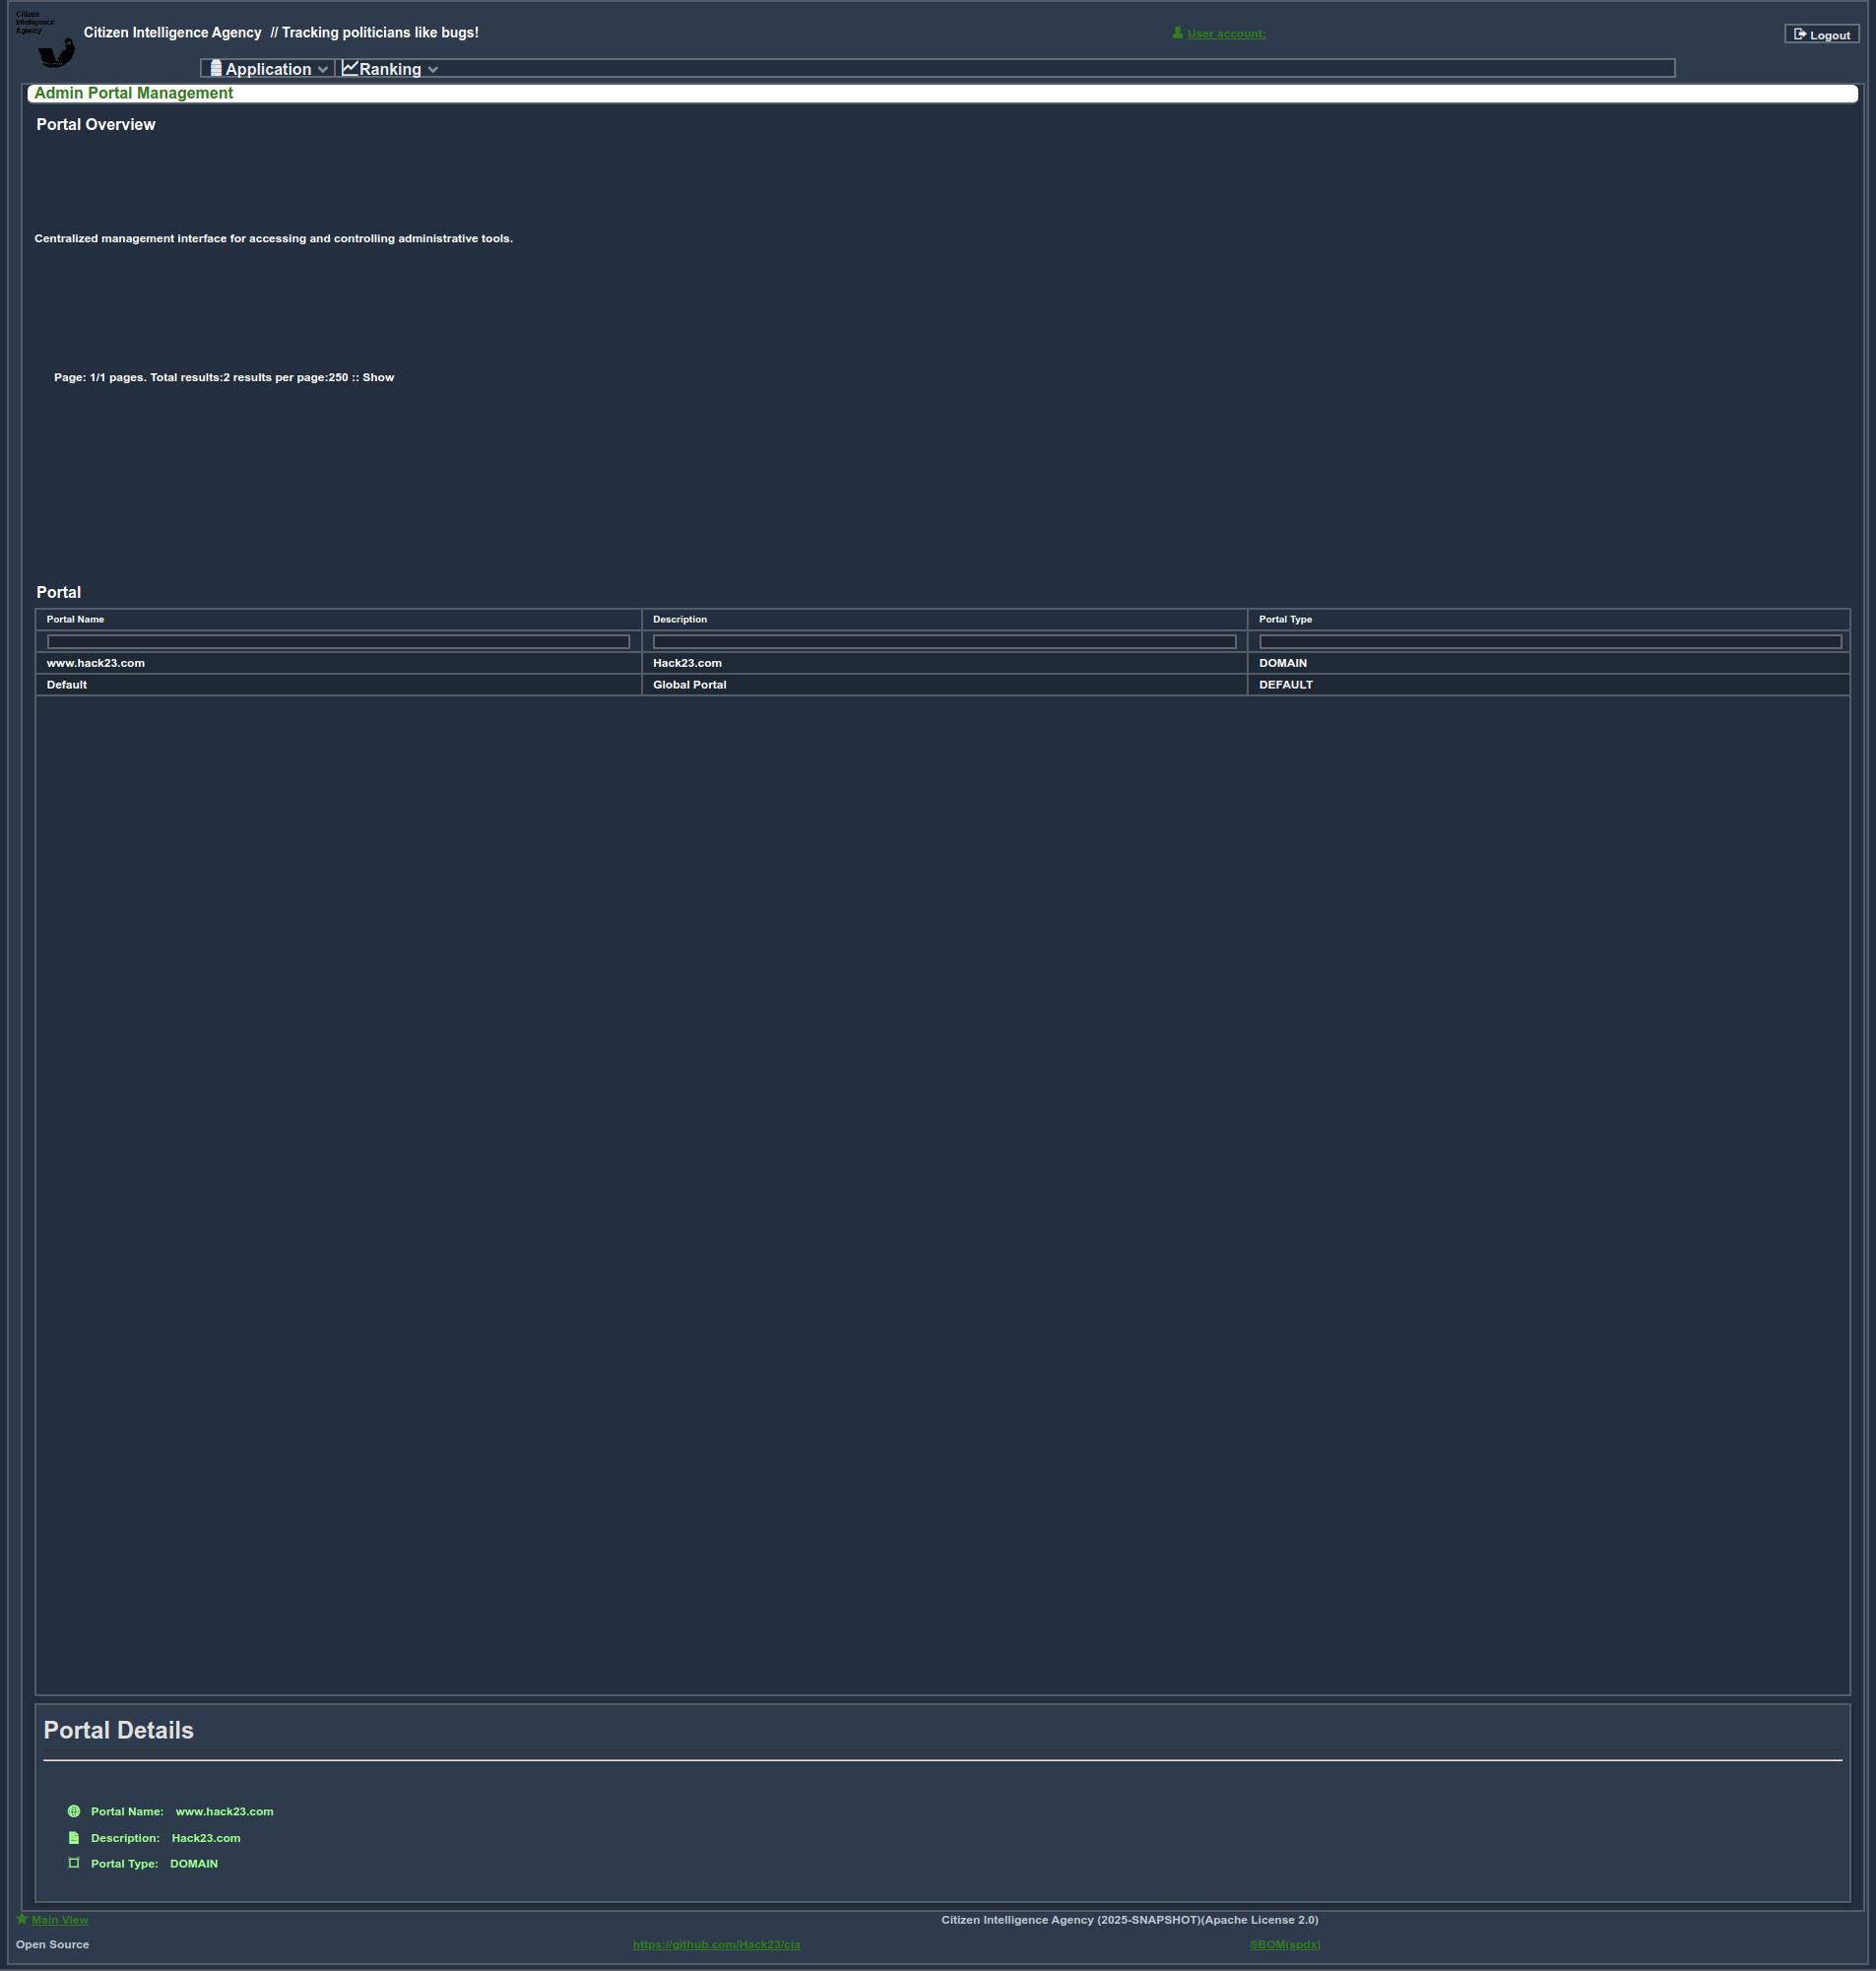 Citizen
Intelligence
Agency
Citizen Intelligence Agency // Tracking politicians like bugs!
User account:
Logout
Application
Ranking
Admin Portal Management
Portal Overview
Centralized management interface for accessing and controlling administrative tools.
Page: 1/1 pages. Total results:2 results per page:250 :: Show
Portal
Portal Name Description Portal Type
www.hack23.com Hack23.com DOMAIN
Default Global Portal DEFAULT
Portal Details
Portal Name: www.hack23.com
Description: Hack23.com
Portal Type: DOMAIN
Main View Citizen Intelligence Agency (2025-SNAPSHOT)(Apache License 2.0)
Open Source https://github.com/Hack23/cia SBOM(spdx)